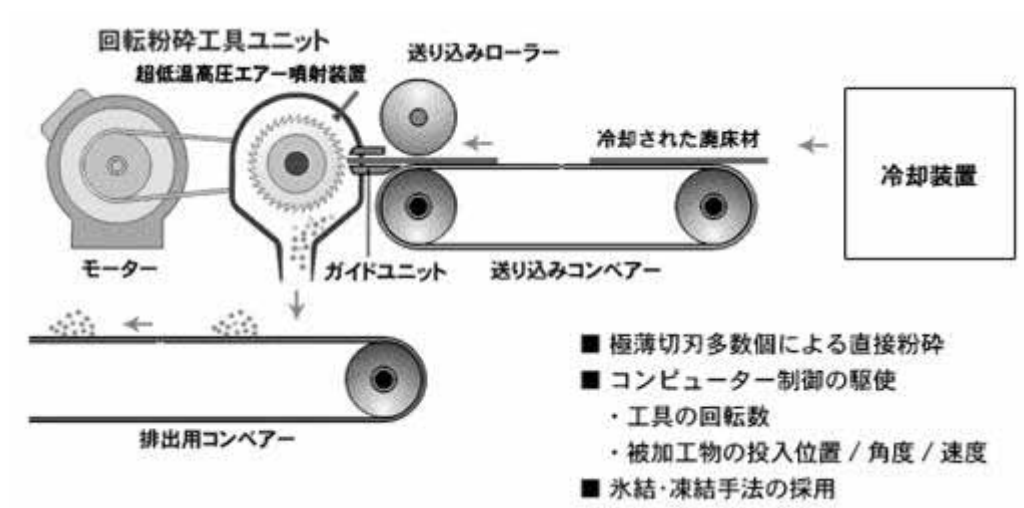 回転粉砕工具ユニット
超低温高圧エアー噴射装置
送り込みローラー
冷却された廃床材
冷却装置
モーター
ガイドユニット
送り込みコンベアー
排出用コンベアー
■ 極薄切刃多数個による直接粉砕
■ コンピューター制御の駆使
・工具の回転数
・被加工物の投入位置 / 角度 / 速度
■ 氷結・凍結手法の採用